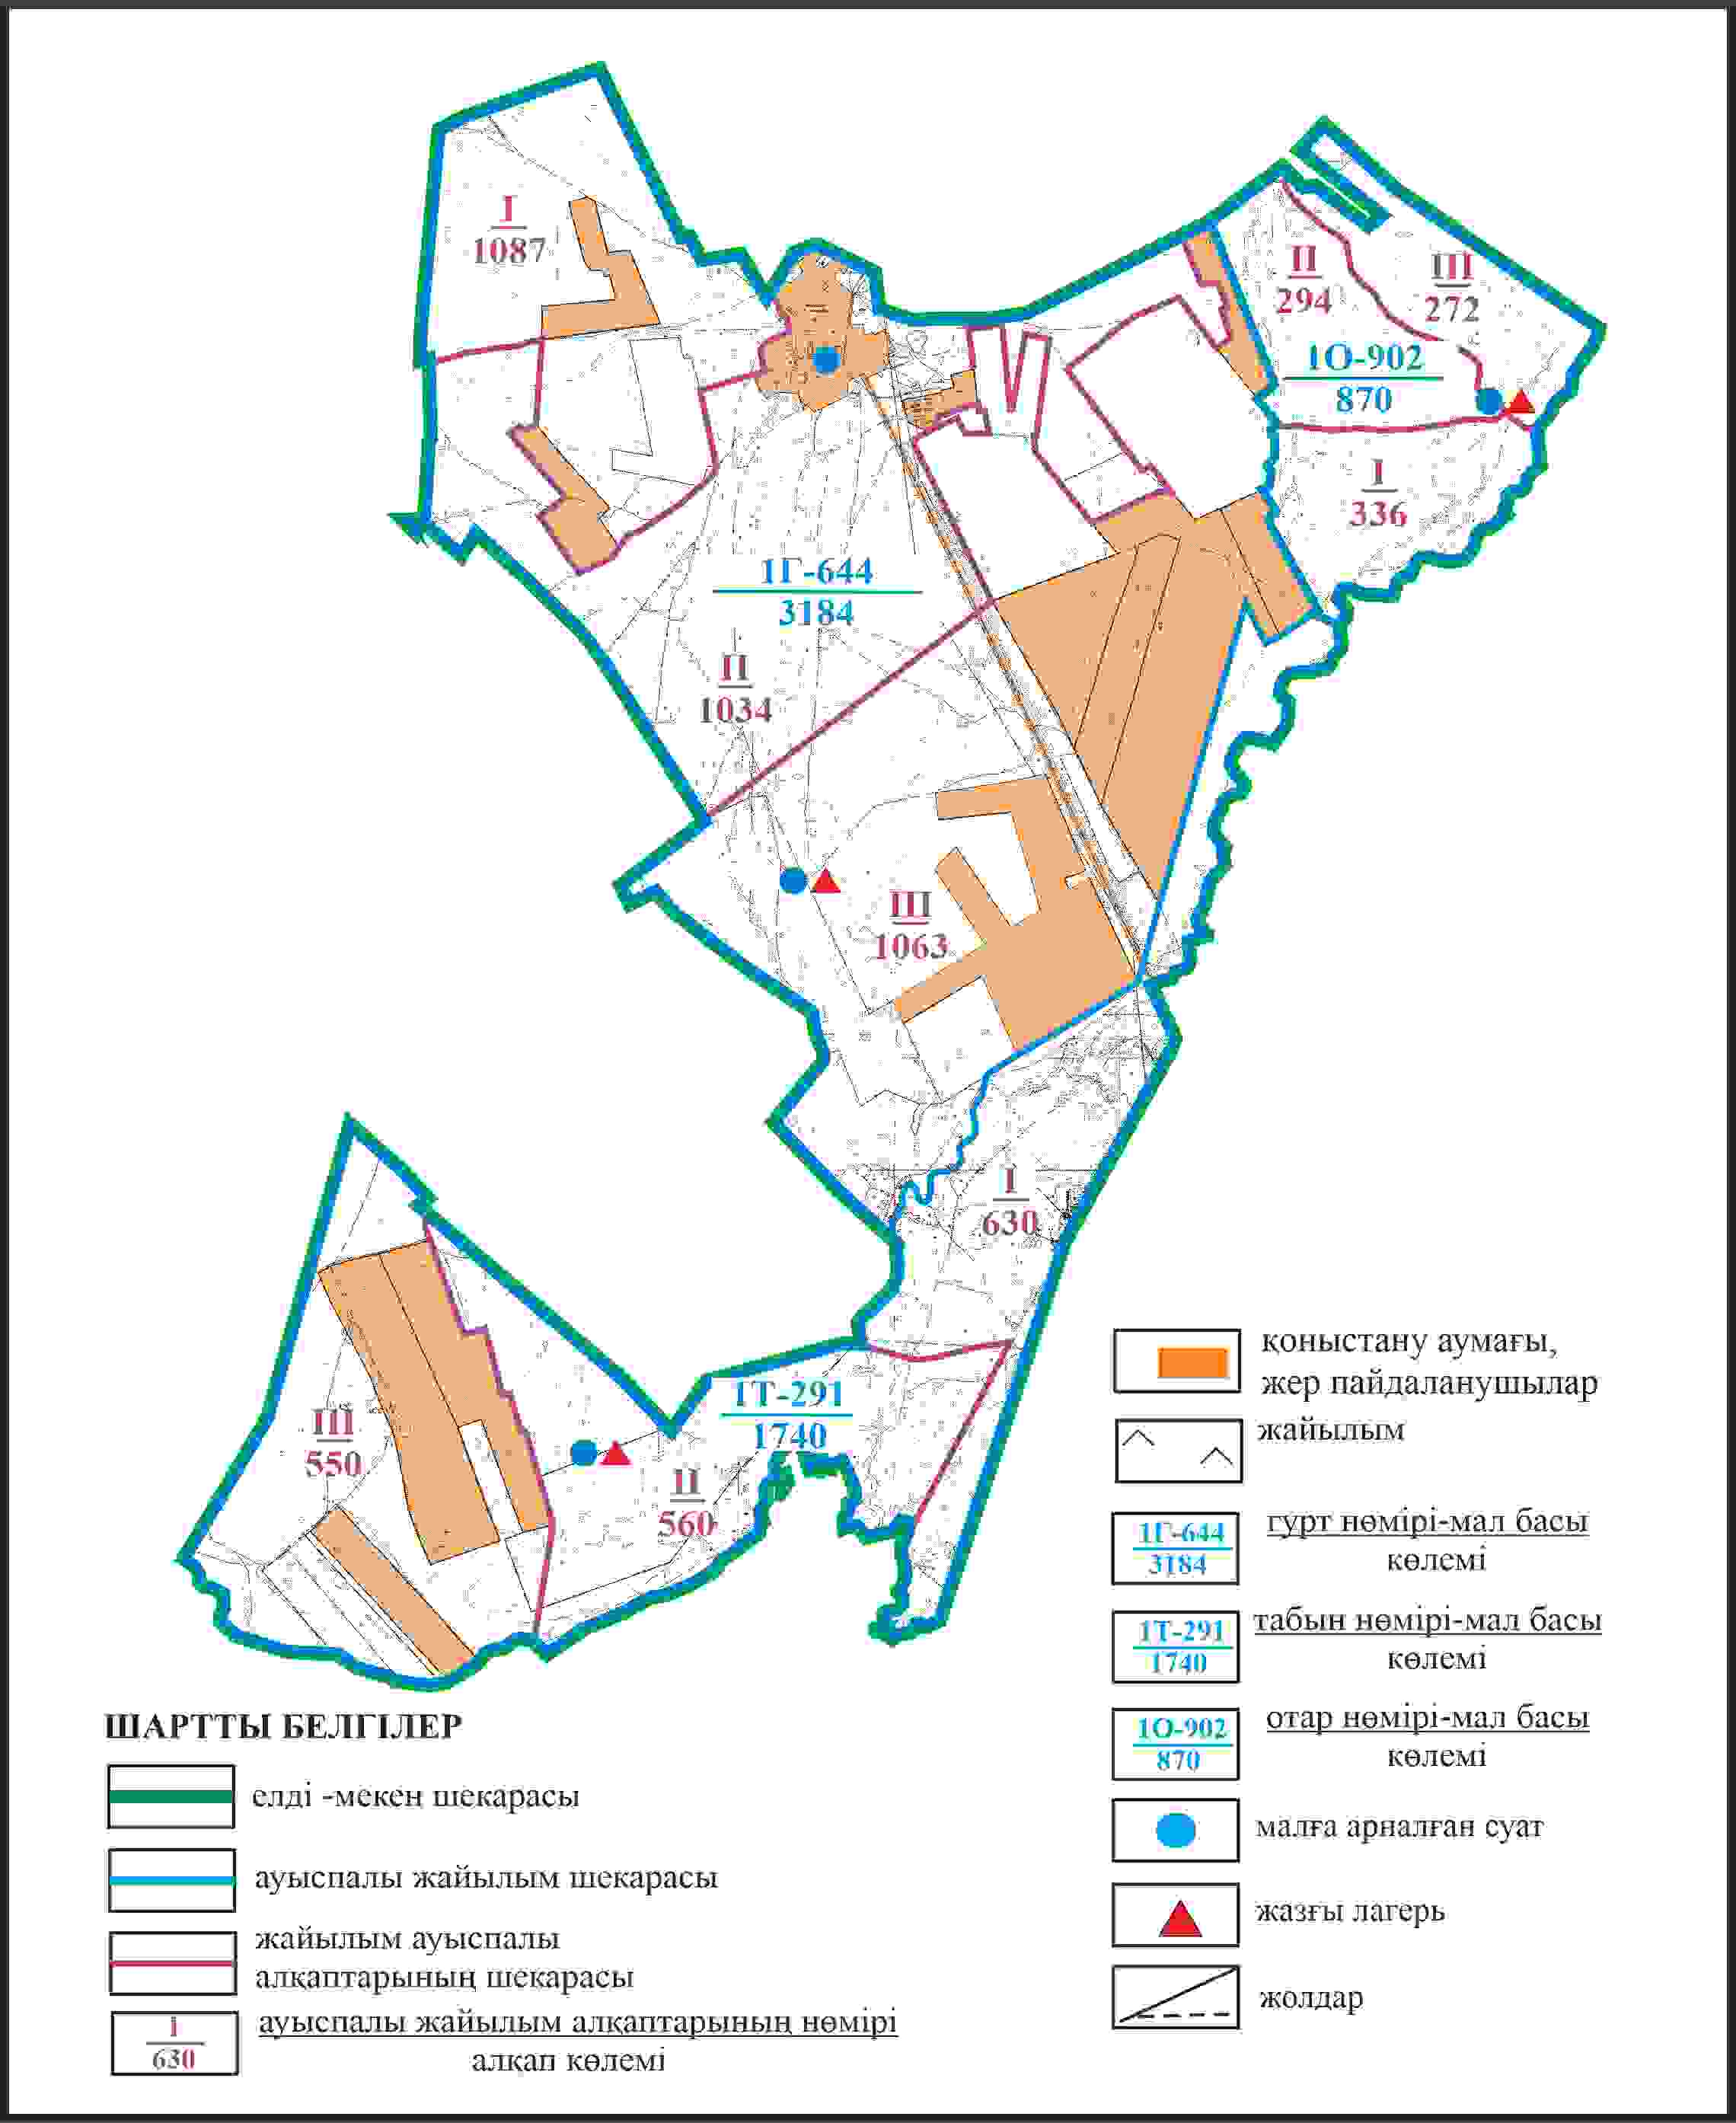 I
1087
II
294
III
272
1О-902
870
I
336
1Г-644
3184
II
1034
III
1063
I
630
1Т-291
1740
III
550
II
560
қоныстану аумағы,
жер пайдаланушылар
жайылым
1Г-644
3184
гурт нөмірі-мал басы
көлемі
1Т-291
1740
табын нөмірі-мал басы
көлемі
1О-902
870
отар нөмірі-мал басы
көлемі
малға арналған суат
жазғы лагерь
жолдар
ШАРТТЫ БЕЛГІЛЕР
елді -мекен шекарасы
ауыспалы жайылым шекарасы
жайылым ауыспалы
алқаптарының шекарасы
1
630
ауыспалы жайылым алқаптарының нөмірі
алқап көлемі